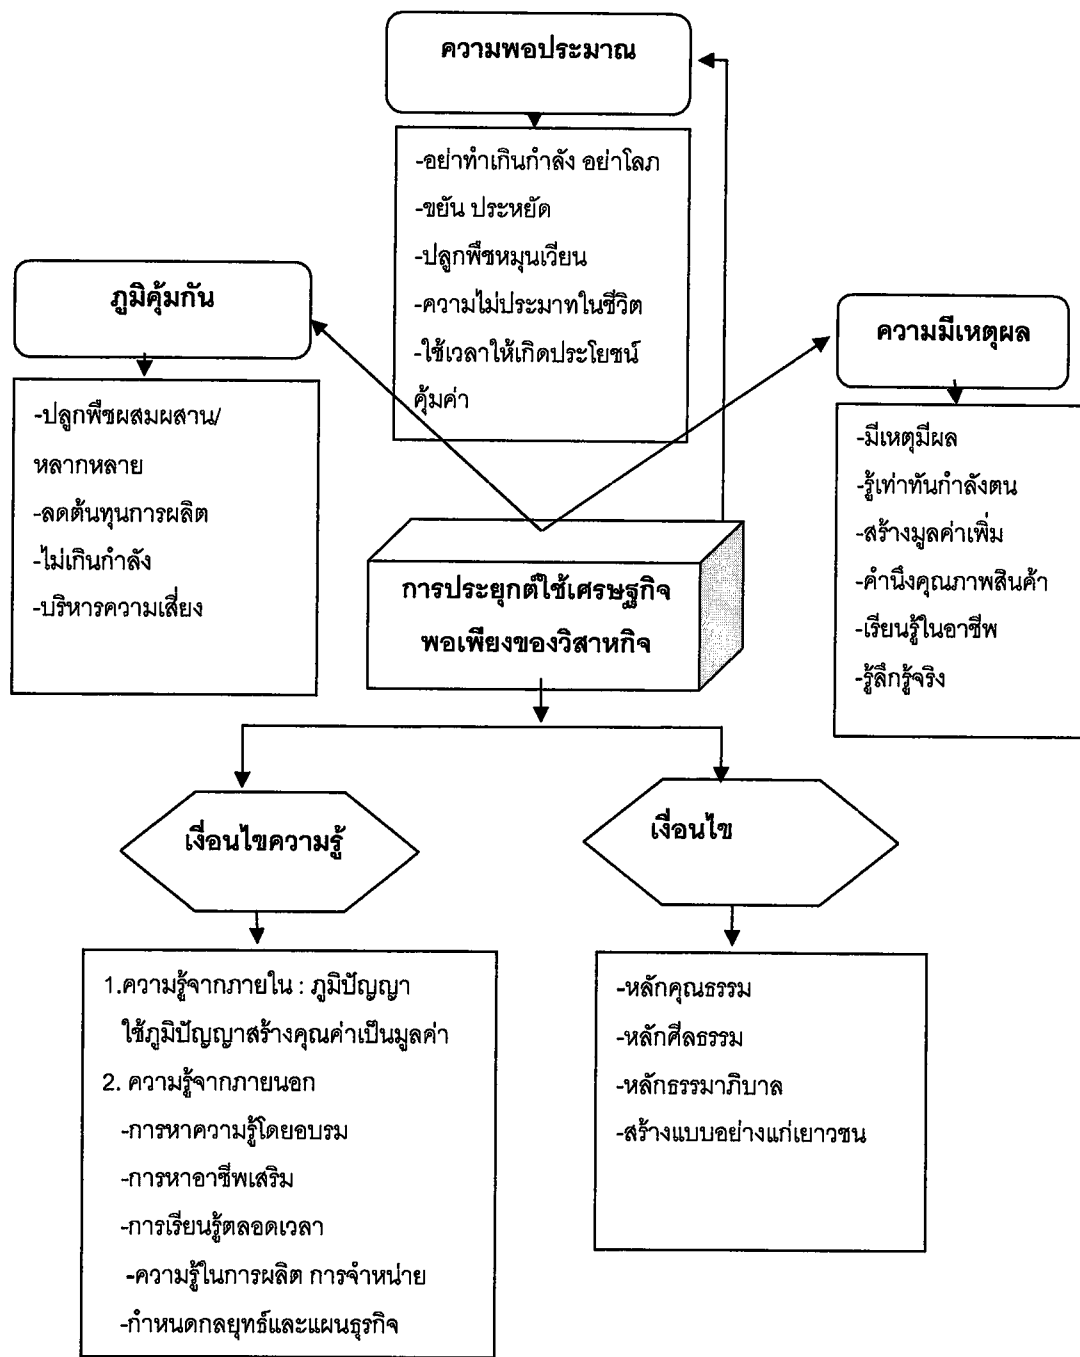 ความพอประมาณ
-อย่าทำเกินกำลัง อย่าโลภ
-ขยัน ประหยัด
-ปลูกพืชหมุนเวียน
-ความไม่ประมาทในชีวิต
-ใช้เวลาให้เกิดประโยชน์
คุ้มค่า
ภูมิคุ้มกัน
-ปลูกพืชผสมผสาน/
หลากหลาย
-ลดต้นทุนการผลิต
-ไม่เกินกำลัง
-บริหารความเสี่ยง
ความมีเหตุผล
-มีเหตุมีผล
-รู้เท่าทันกำลังตน
-สร้างมูลค่าเพิ่ม
-คำนึงคุณภาพสินค้า
-เรียนรู้ในอาชีพ
-รู้ลึกรู้จริง
การประยุกต์ใช้เศรษฐกิจ
พอเพียงของวิสาหกิจ
เงื่อนไขความรู้
1.ความรู้จากภายใน : ภูมิปัญญา
ใช้ภูมิปัญญาสร้างคุณค่าเป็นมูลค่า
2. ความรู้จากภายนอก
-การหาความรู้โดยอบรม
-การหาอาชีพเสริม
-การเรียนรู้ตลอดเวลา
-ความรู้ในการผลิต การจำหน่าย
-กำหนดกลยุทธ์และแผนธุรกิจ
เงื่อนไข
-หลักคุณธรรม
-หลักศีลธรรม
-หลักธรรมาภิบาล
-สร้างแบบอย่างแก่เยาวชน